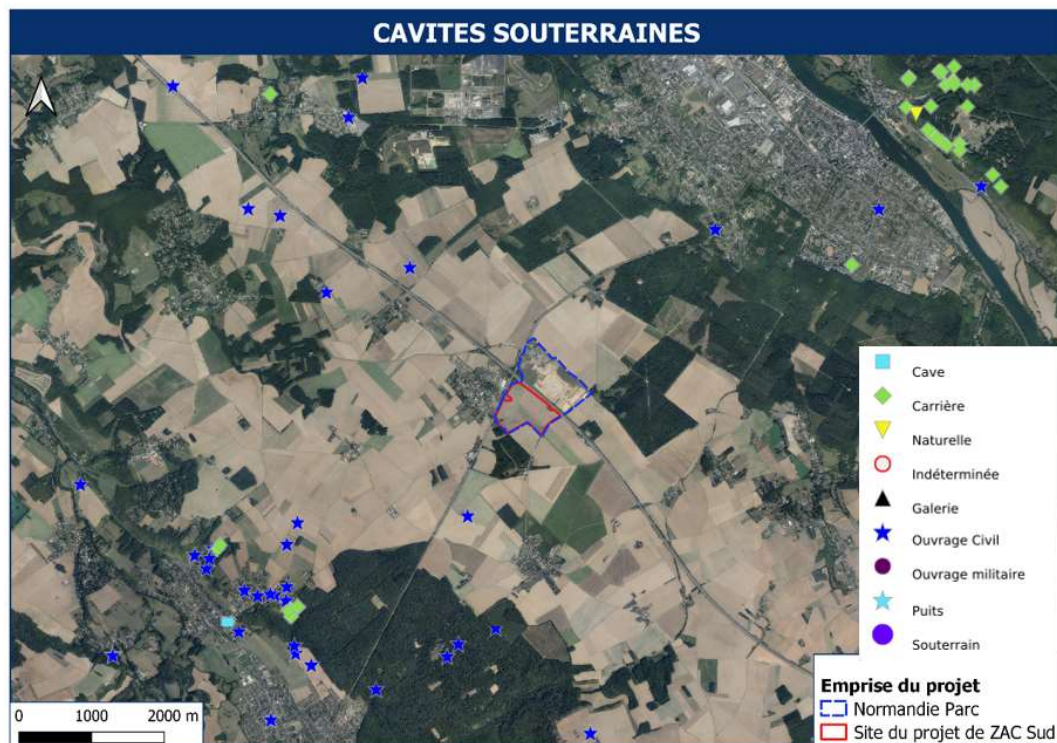 CAVITES SOUTERRAINES
Cave
Carrière
Naturelle
Indéterminée
Galerie
Ouvrage Civil
Ouvrage militaire
Puits
Souterrain
Emprise du projet
Normandie Parc
Site du projet de ZAC Sud
0 1000 2000 m